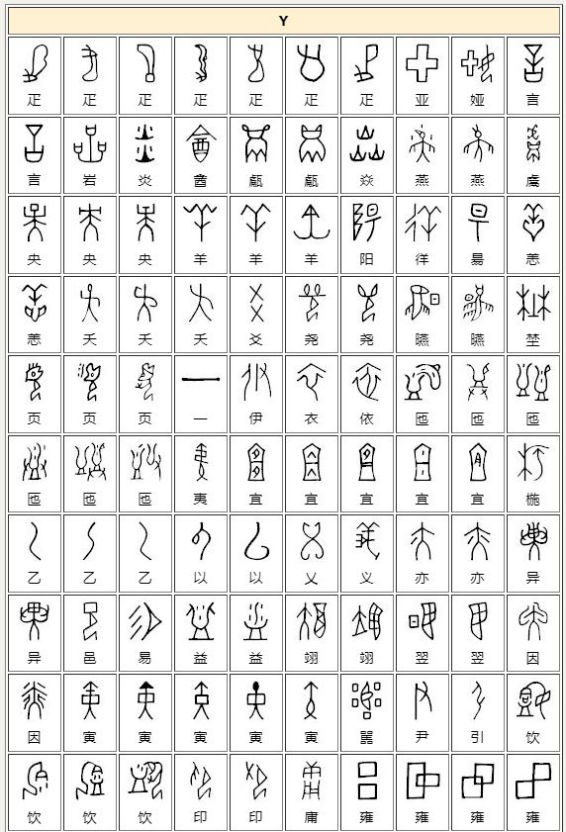 Y
疋 疋 疋 疋 疋 疋 疋 亚 娅 言
言 岩 炎 酓 甗 甗 焱 燕 燕 虘
央 央 央 羊 羊 羊 阳 徉 昜 恙
恙 夭 夭 夭 爻 尧 尧 曣 曣 埜
页 页 页 一 伊 衣 依 匜 匜 匜
匜 匜 匜 夷 宜 宜 宜 宜 宜 椸
乙 乙 乙 以 以 乂 义 亦 亦 异
异 邑 易 益 益 翊 翊 翌 翌 因
因 寅 寅 寅 寅 寅 嚚 尹 引 饮
饮 饮 饮 印 印 庸 雍 雍 雍 雍